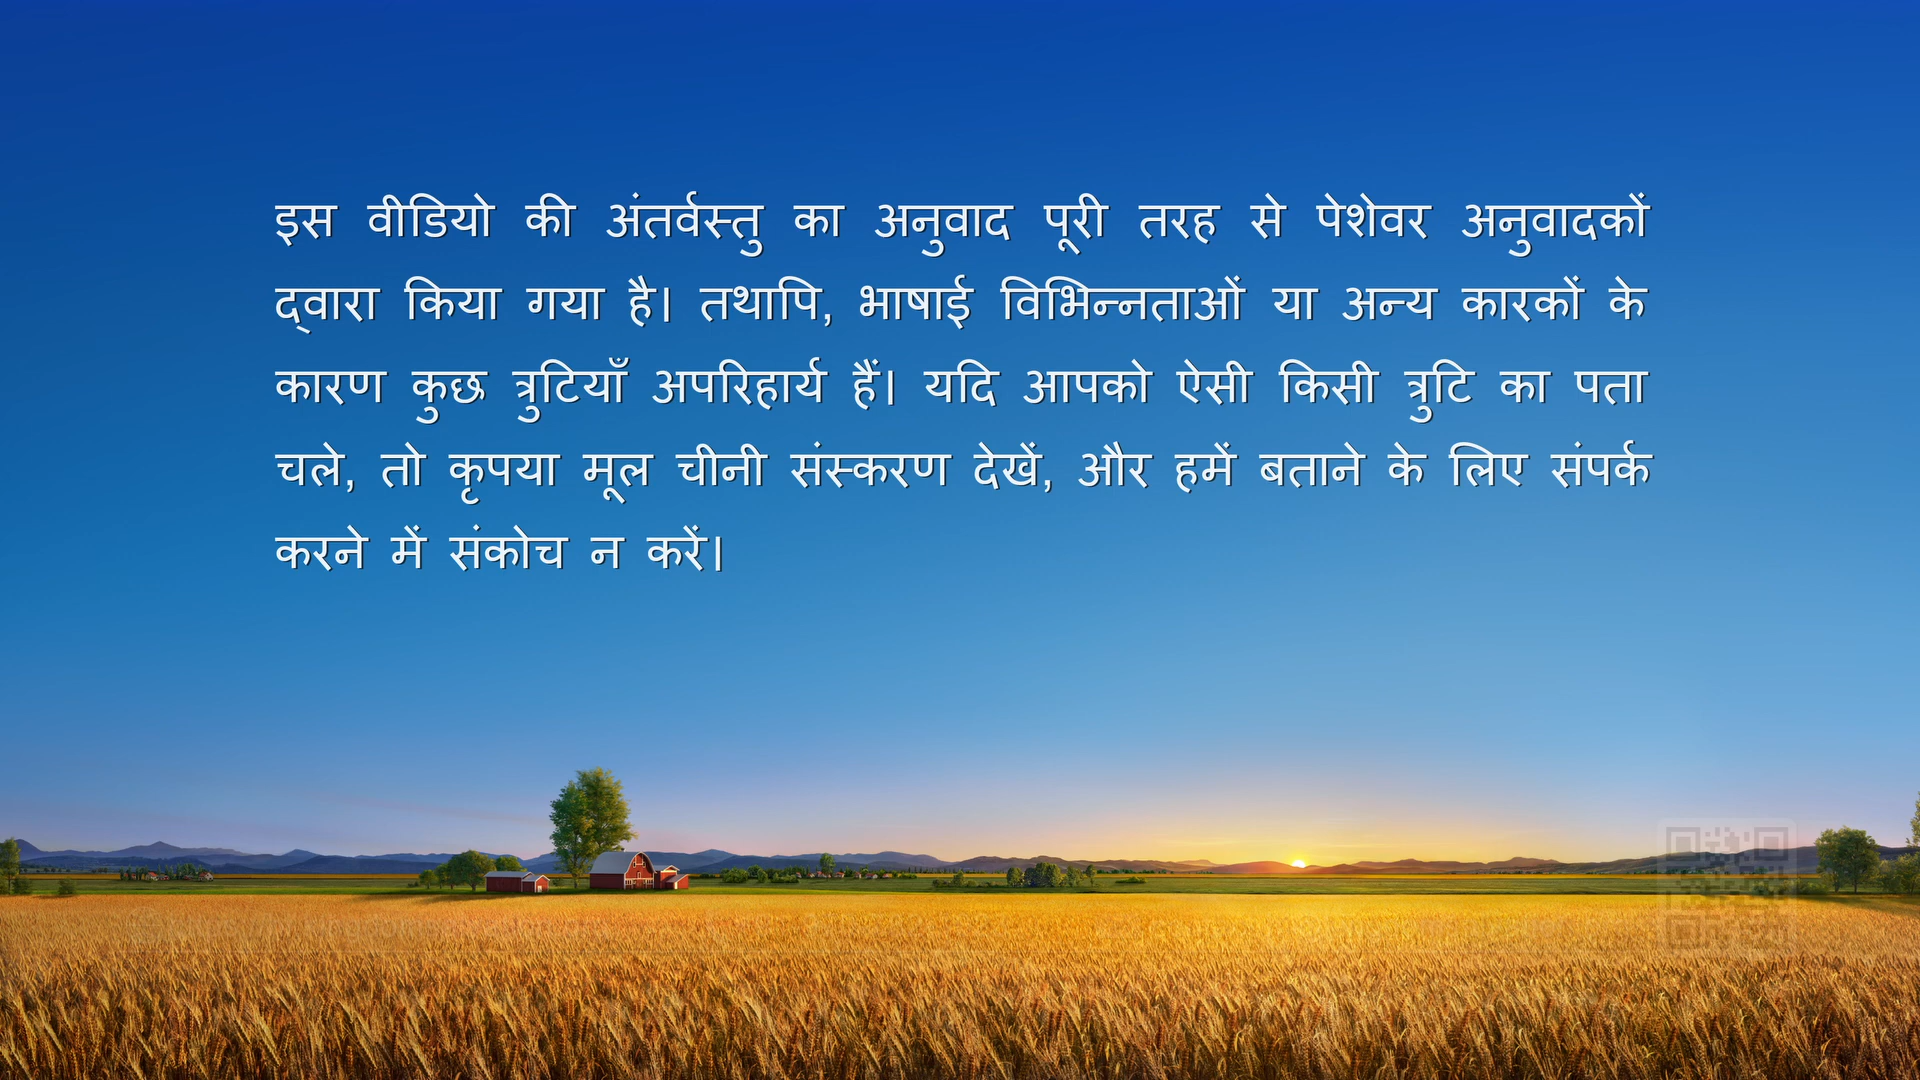 इस वीडियो की अंतर्वस्तु का अनुवाद पूरी तरह से पेशेवर अनुवादकों
द्वारा किया गया है। तथापि, भाषाई विभिन्नताओं या अन्य कारकों के
कारण कुछ त्रुटियाँ अपरिहार्य हैं। यदि आपको ऐसी किसी त्रुटि का पता
चले, तो कृपया मूल चीनी संस्करण देखें, और हमें बताने के लिए संपर्क
करने में संकोच न करें।